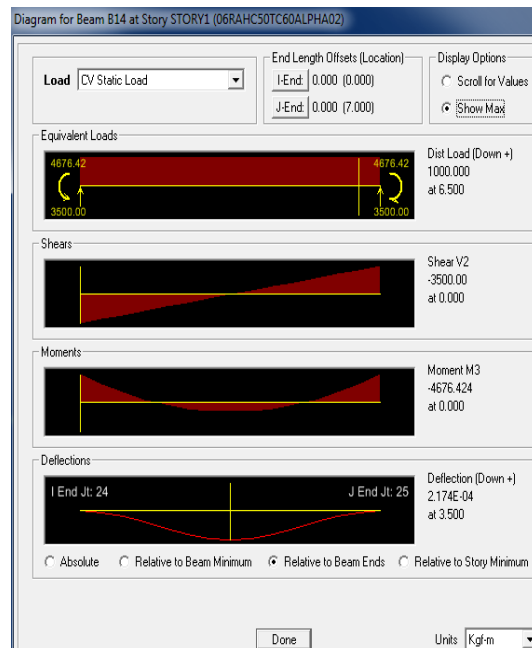 Diagram for Beam B14 at Story STORY1 (06RAHC50TC60ALPHA02)
Load CV Static Load
End Length Offsets (Location)
I-End: 0.000 (0.000)
J-End: 0.000 (7.000)
Display Options
Scroll for Values
Show Max
Equivalent Loads
4676.42 4676.42
3500.00 3500.00
Dist Load (Down +)
1000.000
at 6.500
Shears
Shear V2
-3500.00
at 0.000
Moments
Moment M3
-4676.424
at 0.000
Deflections
I End Jt: 24 J End Jt: 25
Deflection (Down +)
2.174E-04
at 3.500
Absolute Relative to Beam Minimum Relative to Beam Ends Relative to Story Minimum
Done Units Kgf-m